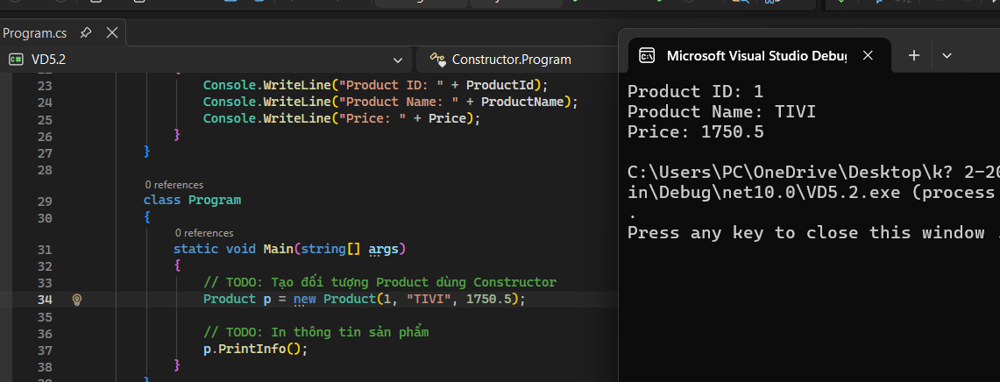 Program.cs
VD5.2
Constructor.Program
23 Console.WriteLine("Product ID: " + ProductId);
24 Console.WriteLine("Product Name: " + ProductName);
25 Console.WriteLine("Price: " + Price);
26 }
27 }
28
0 references
29 class Program
30 {
0 references
31 static void Main(string[] args)
32 {
33 // TODO: Tạo đối tượng Product dùng Constructor
34 Product p = new Product(1, "TIVI", 1750.5);
35
36 // TODO: In thông tin sản phẩm
37 p.PrintInfo();
38 }
Microsoft Visual Studio Debug
Product ID: 1
Product Name: TIVI
Price: 1750.5
C:\Users\PC\OneDrive\Desktop\k? 2-20
in\Debug\net10.0\VD5.2.exe (process
.
Press any key to close this window .